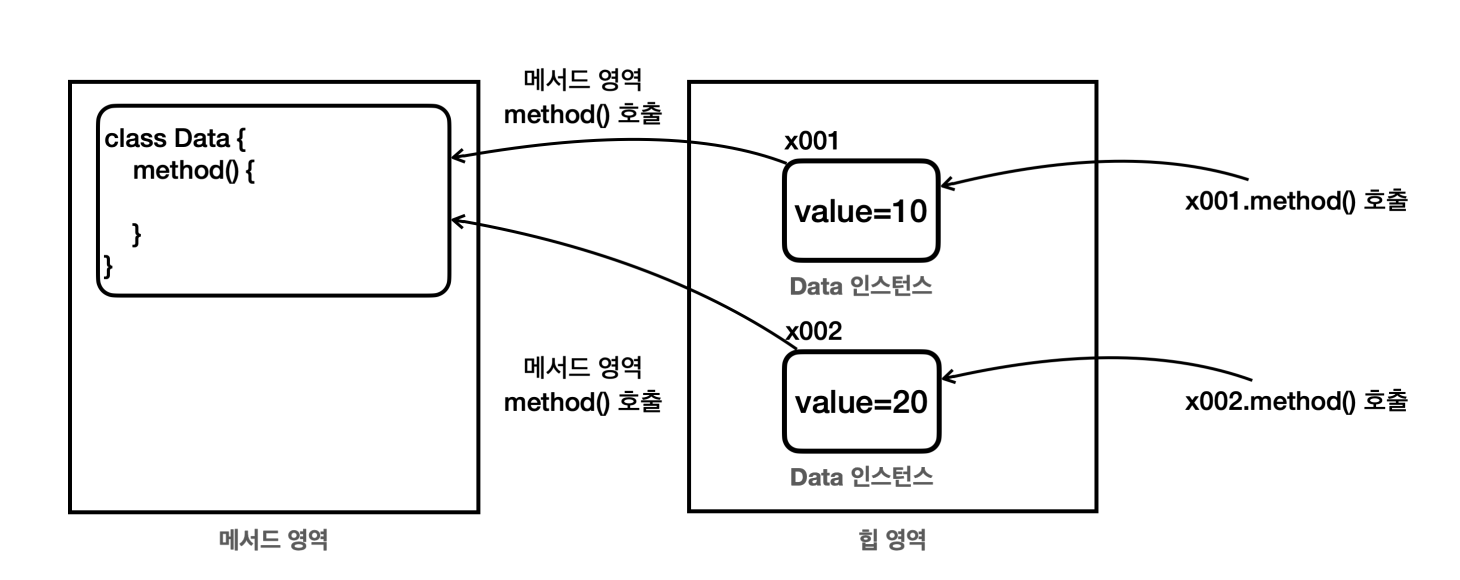 class Data {
method() {
}
}
메서드 영역
메서드 영역
method() 호출
메서드 영역
method() 호출
x001
value=10
Data 인스턴스
x002
value=20
Data 인스턴스
힙 영역
x001.method() 호출
x002.method() 호출